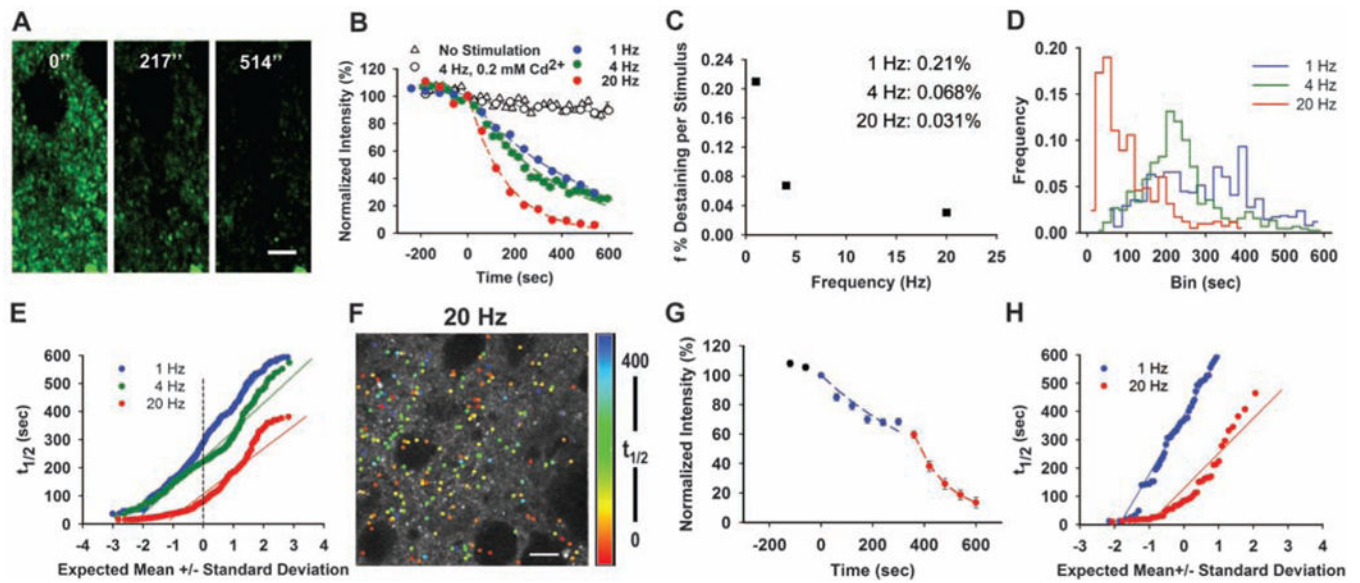 A
0’’
217’’
514’’
B
No Stimulation
4 Hz, 0.2 mM Cd2+
1 Hz
4 Hz
20 Hz
Normalized Intensity (%)
120
100
80
60
40
20
0
-200 0 200 400 600
Time (sec)
C
f % Destaining per Stimulus
0.24
0.20
0.16
0.12
0.08
0.04
0.00
1 Hz: 0.21%
4 Hz: 0.068%
20 Hz: 0.031%
0 5 10 15 20 25
Frequency (Hz)
D
Frequency
0.20
0.15
0.10
0.05
0.00
1 Hz
4 Hz
20 Hz
0 100 200 300 400 500 600
Bin (sec)
E
t1/2 (sec)
600
500
400
300
200
100
0
1 Hz
4 Hz
20 Hz
-4 -3 -2 -1 0 1 2 3 4
Expected Mean +/- Standard Deviation
F
20 Hz
400
t1/2
0
G
Normalized Intensity (%)
120
100
80
60
40
20
0
-200 0 200 400 600
Time (sec)
H
t1/2 (sec)
600
500
400
300
200
100
0
1 Hz
20 Hz
-3 -2 -1 0 1 2 3
Expected Mean+/- Standard Deviation